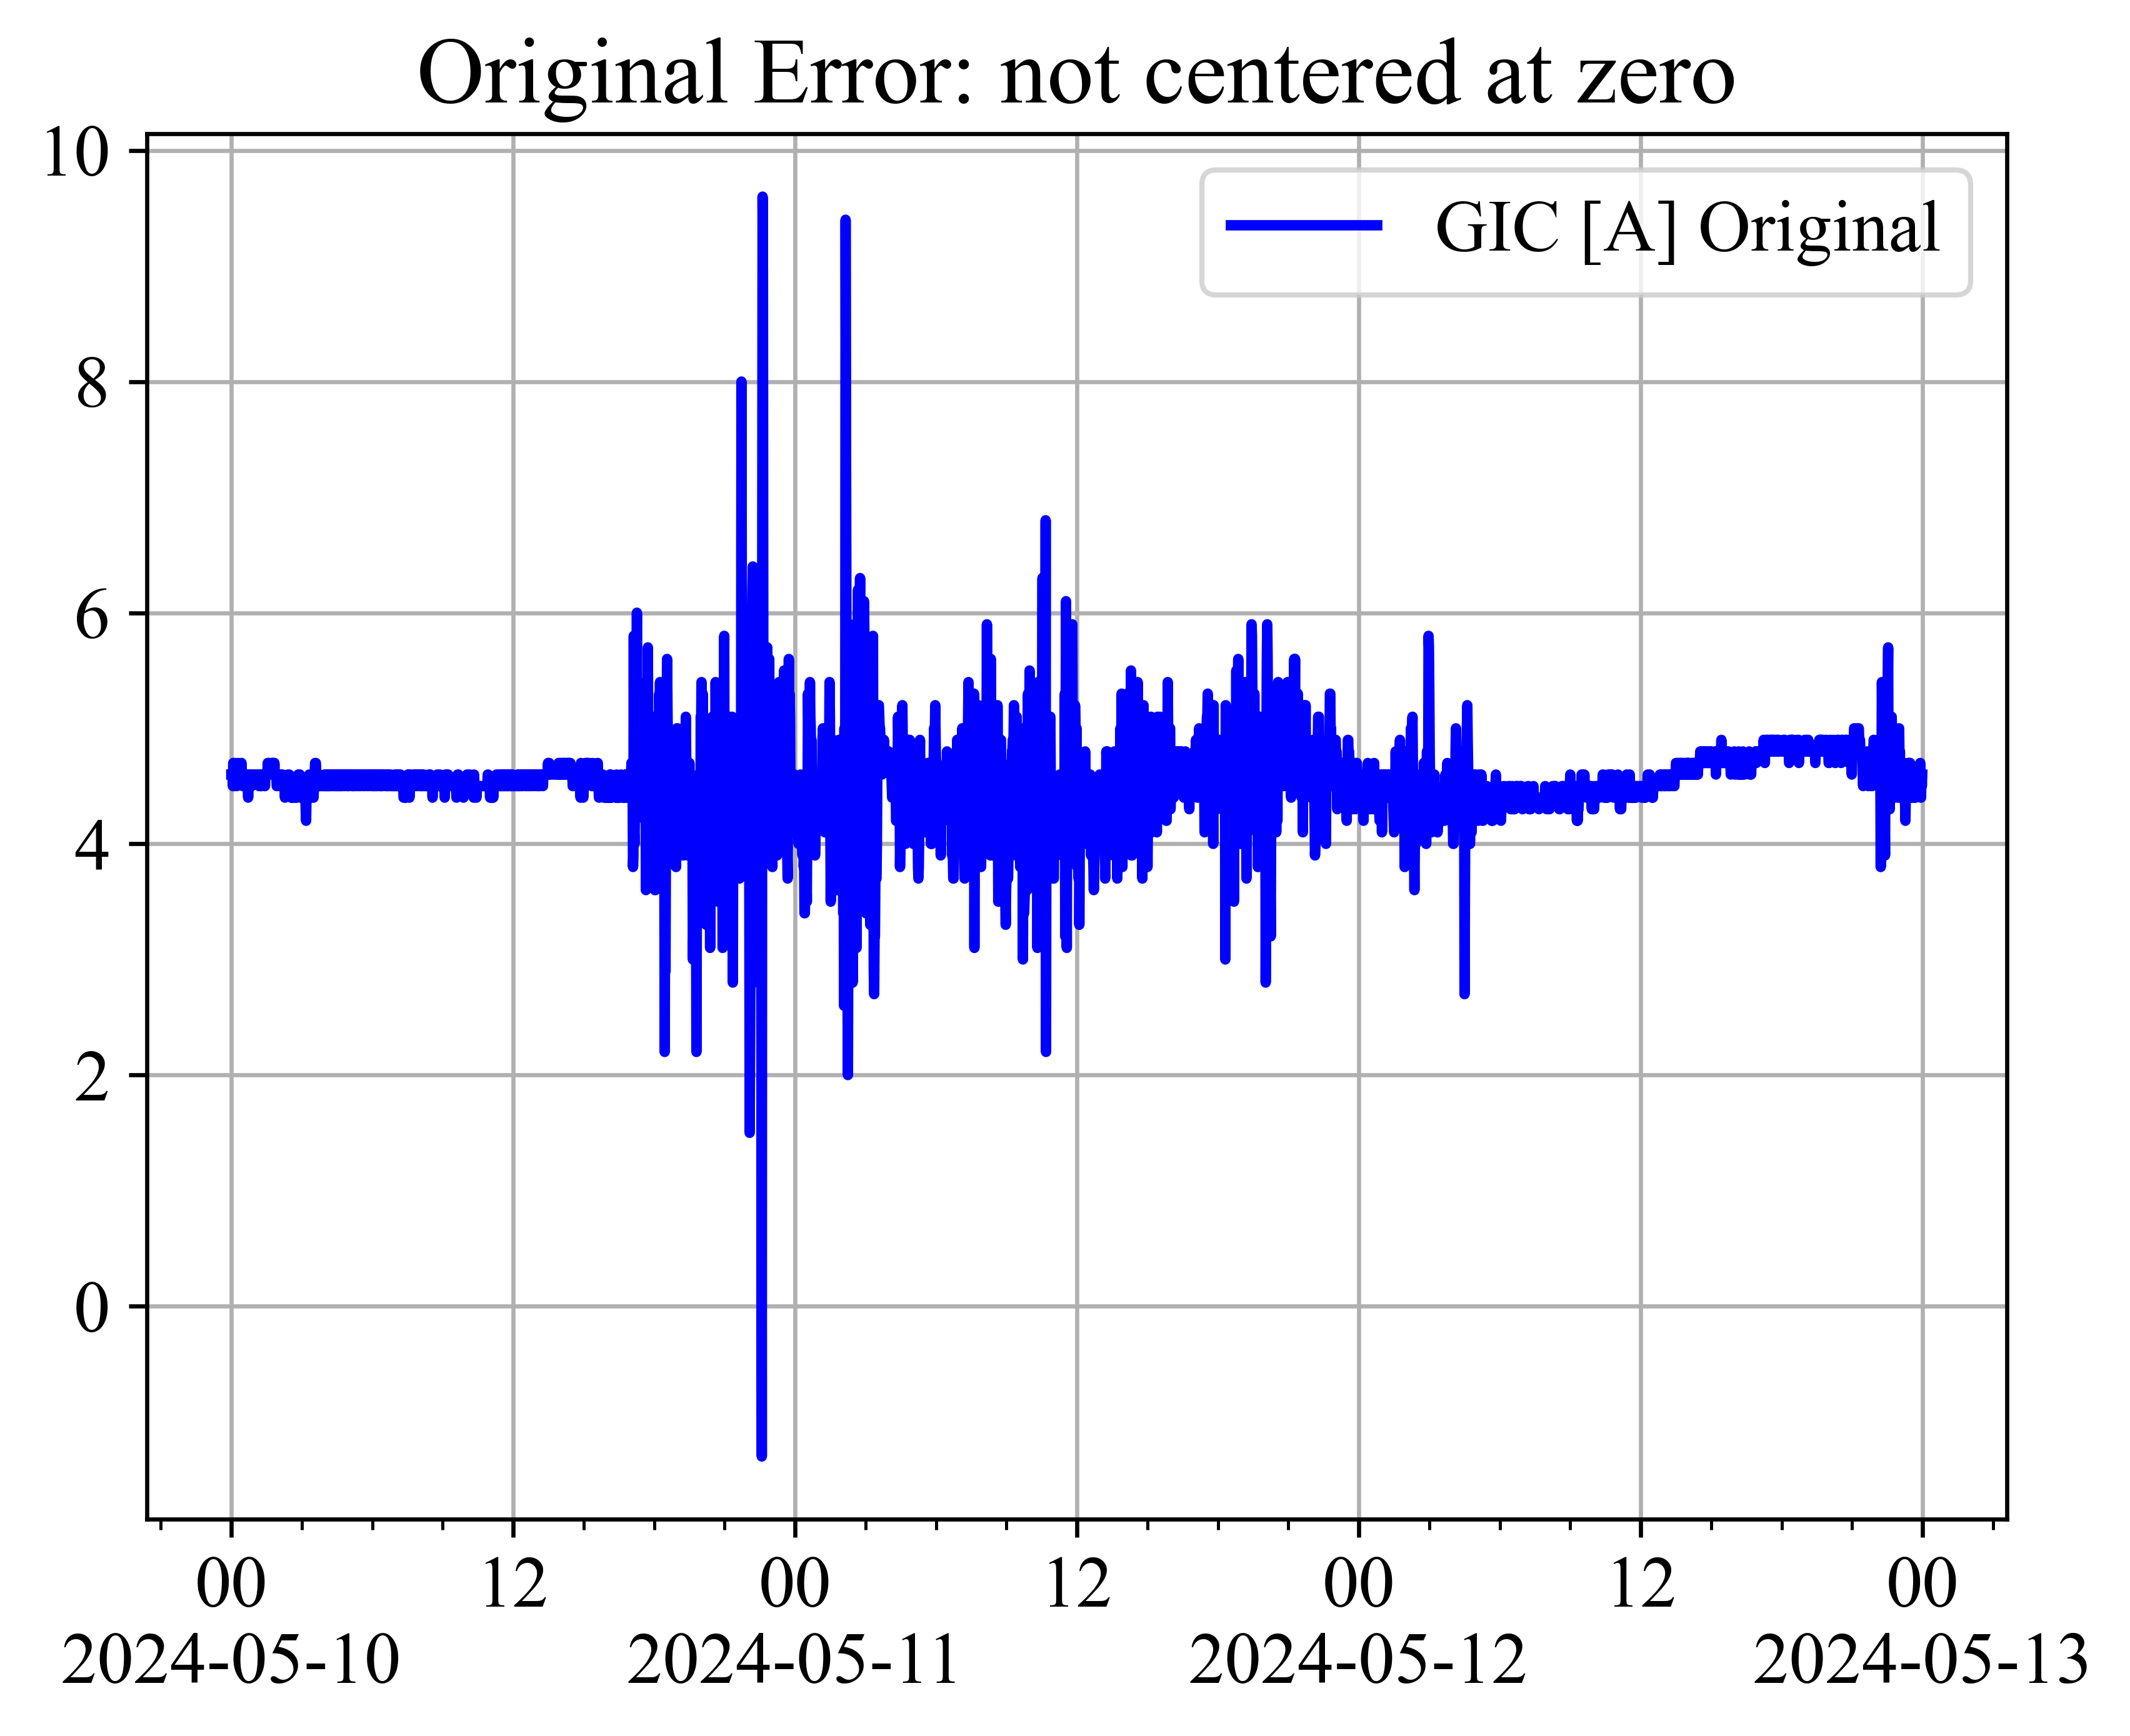 Original Error: not centered at zero
GIC [A] Original
10
8
6
4
2
0
00 12 00 12 00 12 00
2024-05-10 2024-05-11 2024-05-12 2024-05-13